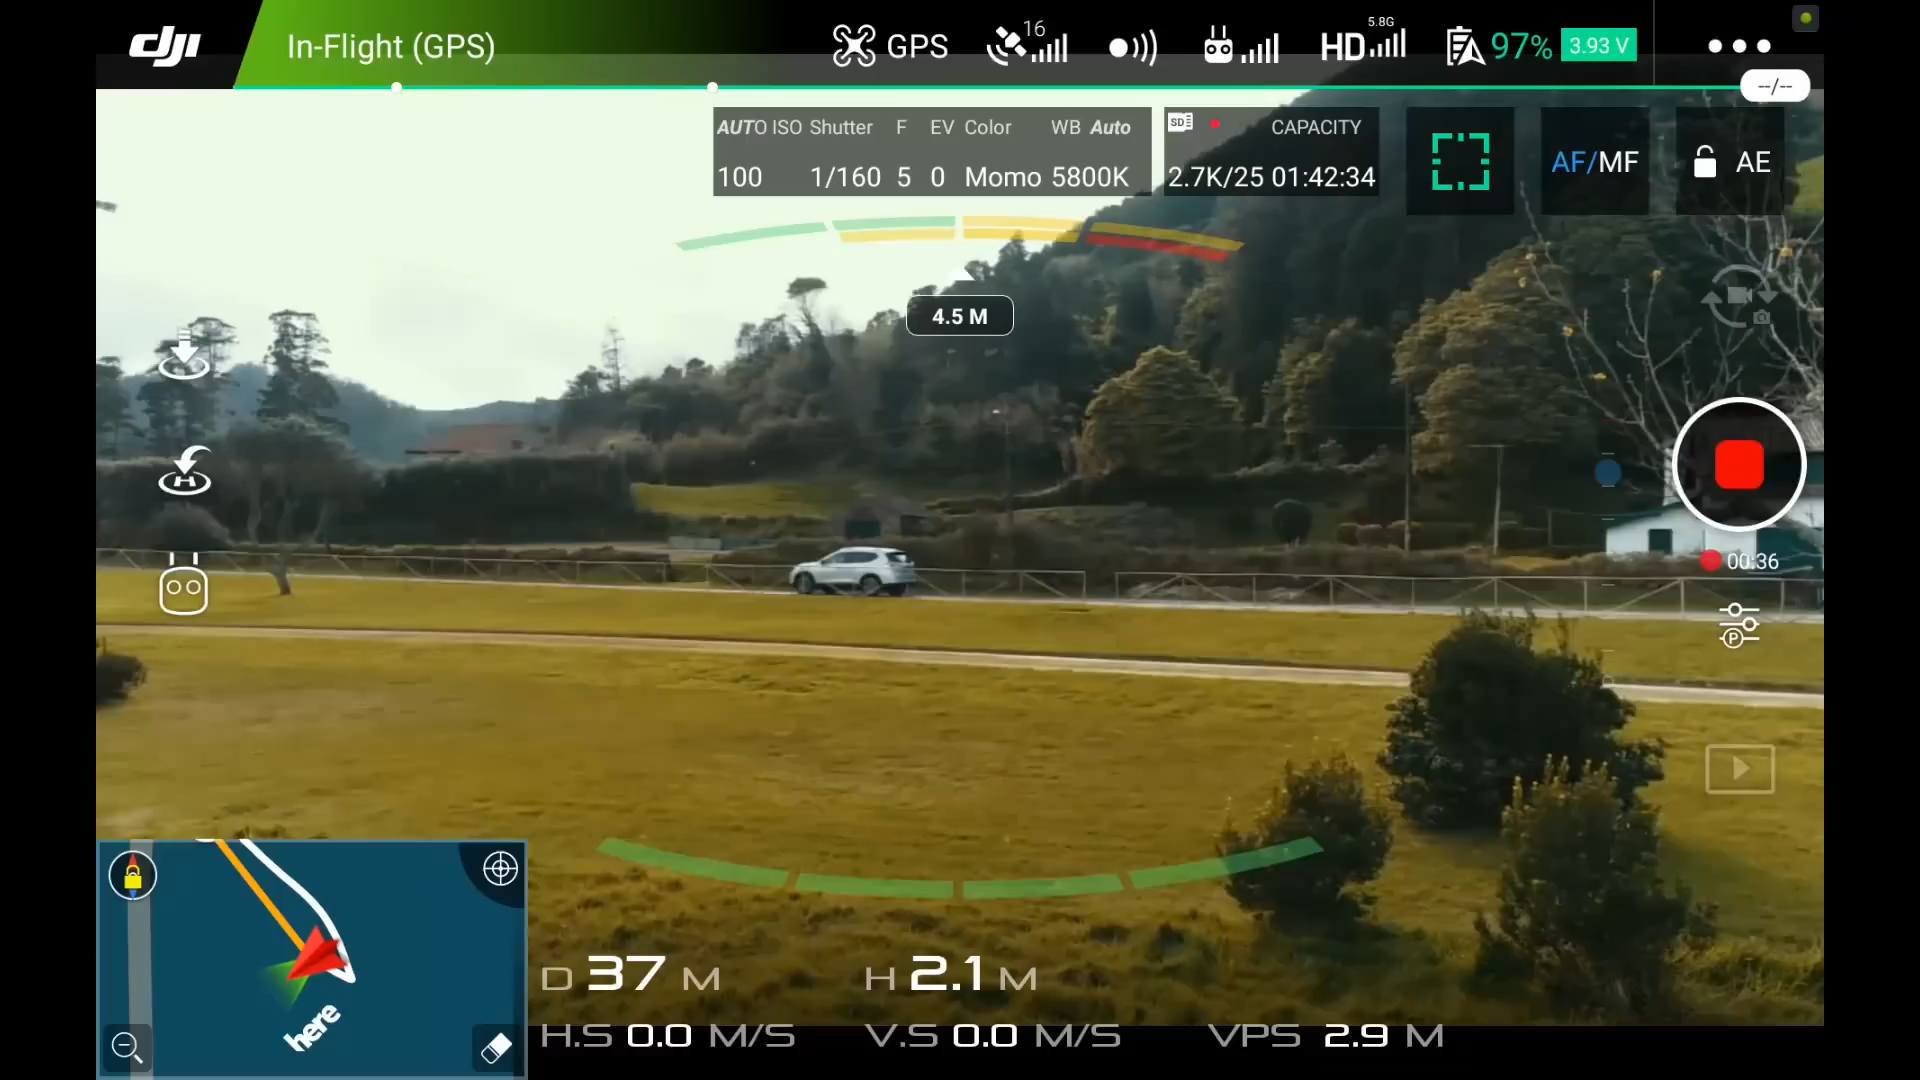 dji In-Flight (GPS) GPS 16 5.8G HD 97% 3.93 V
--/--
AUTO ISO Shutter F EV Color WB Auto
100 1/160 5 0 Momo 5800K
SD CAPACITY
2.7K/25 01:42:34
AF/MF
AE
4.5 M
H
00:36
P
here
D 37 M H 2.1 M
H.S 0.0 M/S V.S 0.0 M/S VPS 2.9 M